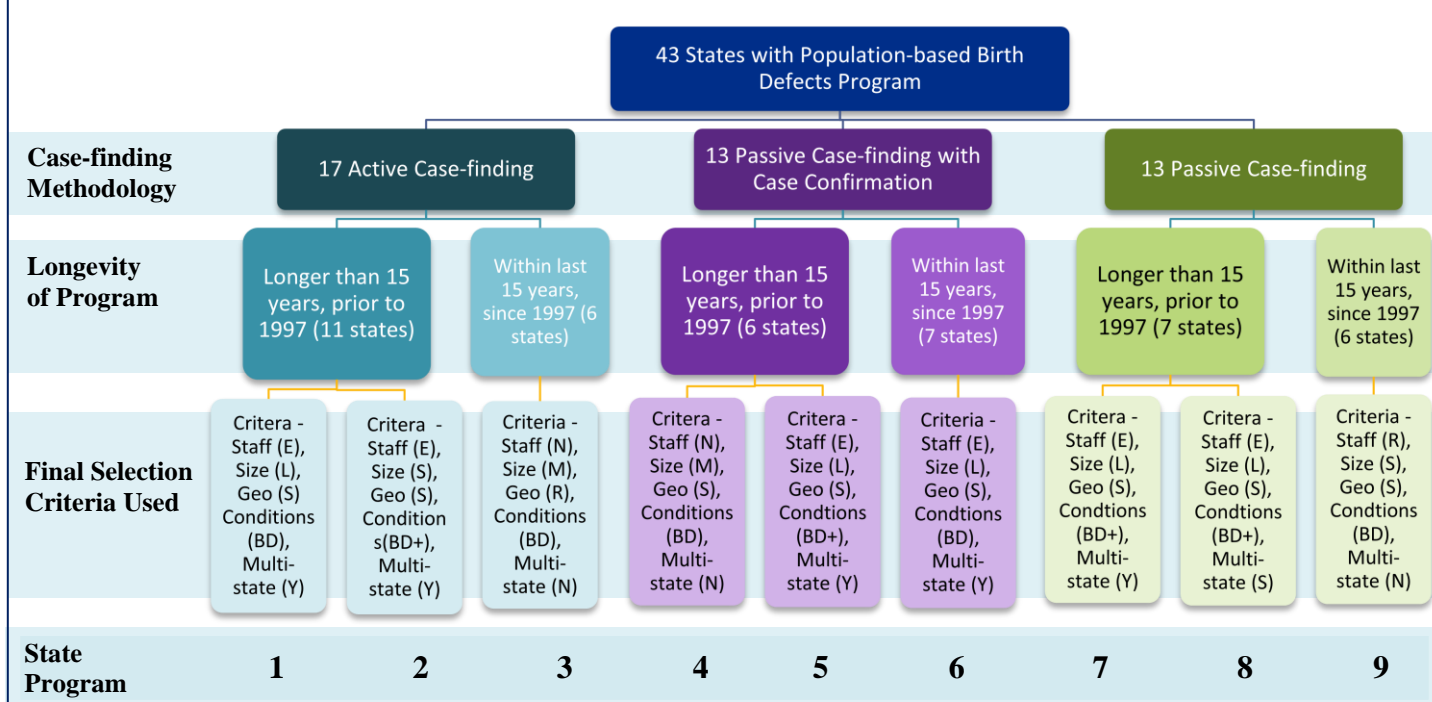 43 States with Population-based Birth
Defects Program
Case-finding
Methodology
17 Active Case-finding
13 Passive Case-finding with
Case Confirmation
13 Passive Case-finding
Longevity
of Program
Longer than 15
years, prior to
1997 (11 states)
Within last
15 years,
since 1997 (6
states)
Longer than 15
years, prior to
1997 (6 states)
Within last
15 years,
since 1997
(7 states)
Longer than 15
years, prior to
1997 (7 states)
Within last
15 years,
since 1997
(6 states)
Final Selection
Criteria Used
Critera -
Staff (E),
Size (L),
Geo (S)
Conditions
(BD),
Multi-
state (Y)
Critera -
Staff (E),
Size (S),
Geo (S),
Condition
s(BD+),
Multi-
state (Y)
Critera -
Staff (N),
Size (M),
Geo (R),
Conditions
(BD),
Multi-
state (N)
Critera -
Staff (N),
Size (M),
Geo (S),
Condtions
(BD),
Multi-
state (N)
Critera -
Staff (E),
Size (L),
Geo (S),
Condtions
(BD+),
Multi-
state (Y)
Critera -
Staff (E),
Size (L),
Geo (S),
Condtions
(BD),
Multi-
state (Y)
Critera -
Staff (E),
Size (L),
Geo (S),
Condtions
(BD+),
Multi-
state (Y)
Critera -
Staff (E),
Size (L),
Geo (S),
Condtions
(BD+),
Multi-
state (S)
Critera -
Staff (R),
Size (S),
Geo (S),
Condtions
(BD),
Multi-
state (N)
State
Program
1 2 3 4 5 6 7 8 9